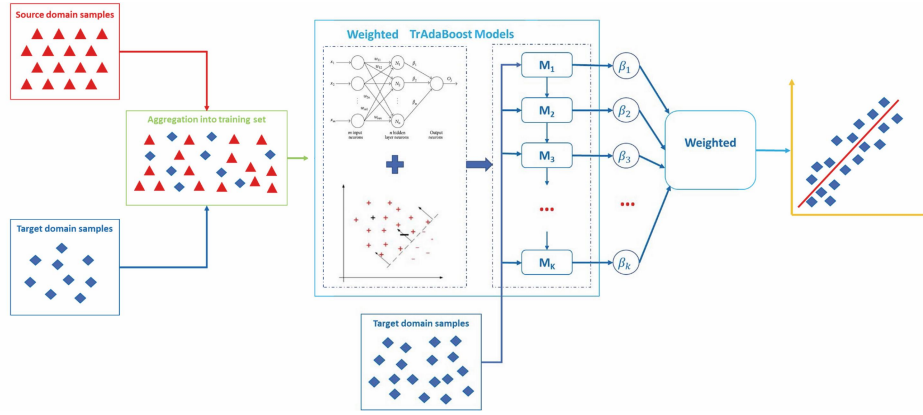 Source domain samples
Aggregation into training set
Target domain samples
Weighted TrAdaBoost Models
m input
neurons
n hidden
layer neurons
Output
neurons
M1
M2
M3
...
MK
β1
β2
β3
...
βk
Weighted
Target domain samples